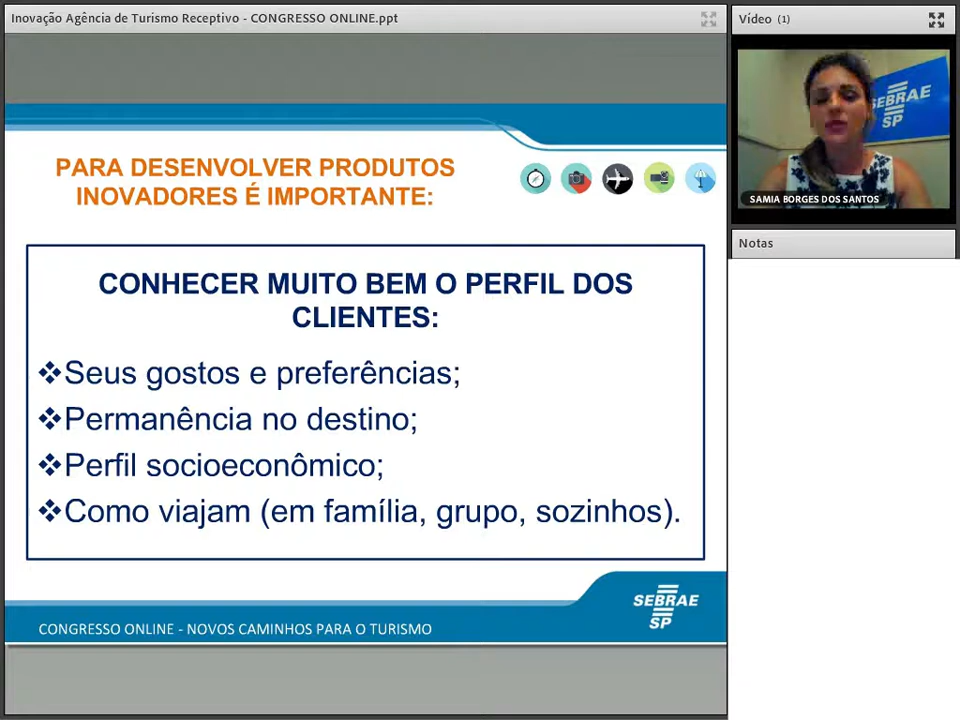 Inovação Agência de Turismo Receptivo - CONGRESSO ONLINE.ppt
Vídeo (1)
SEBRAE
SP
SAMIA BORGES DOS SANTOS
Notas
PARA DESENVOLVER PRODUTOS
INOVADORES É IMPORTANTE:
CONHECER MUITO BEM O PERFIL DOS
CLIENTES:
❖Seus gostos e preferências;
❖Permanência no destino;
❖Perfil socioeconômico;
❖Como viajam (em família, grupo, sozinhos).
SEBRAE
SP
CONGRESSO ONLINE - NOVOS CAMINHOS PARA O TURISMO